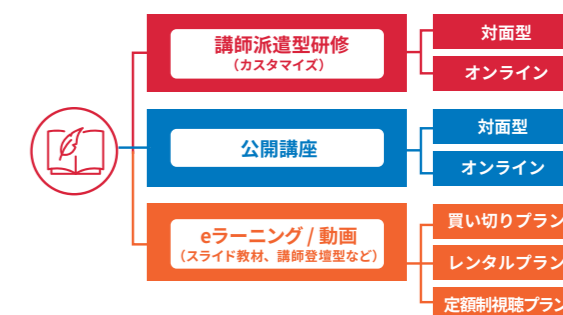 講師派遣型研修
（カスタマイズ）
対面型
オンライン
公開講座
対面型
オンライン
eラーニング / 動画
（スライド教材、講師登壇型など）
買い切りプラン
レンタルプラン
定額制視聴プラン